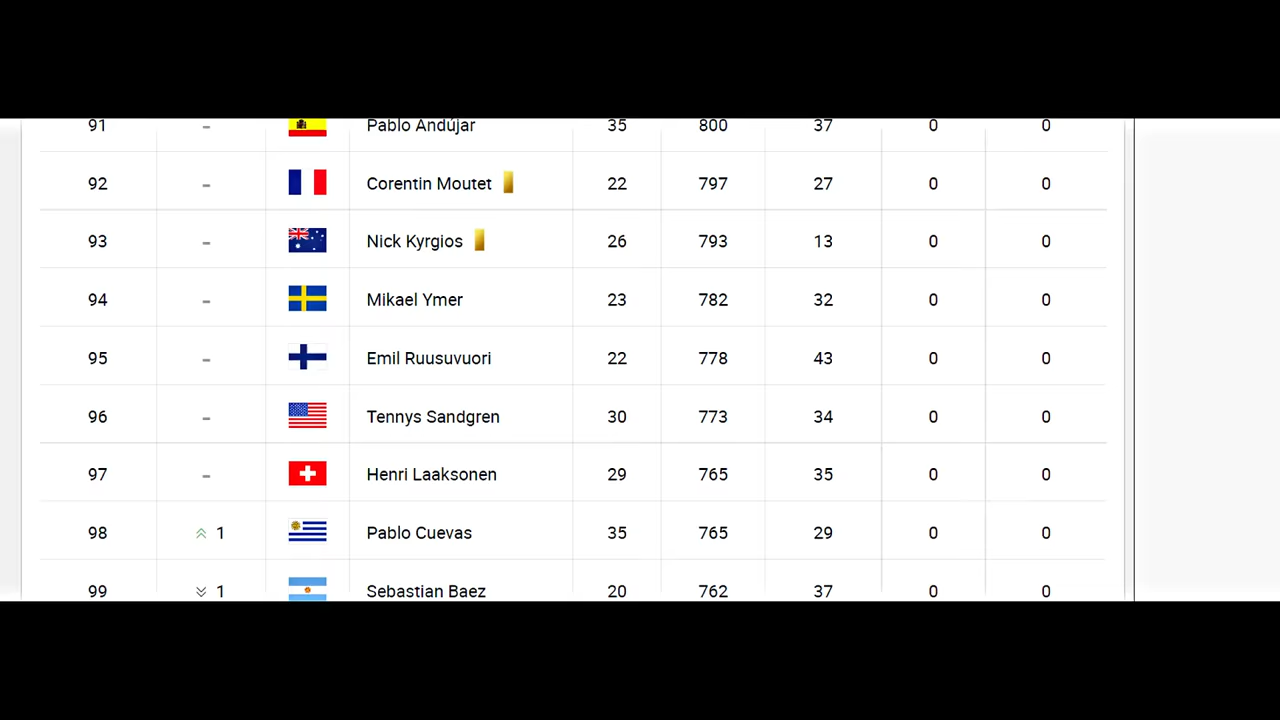 91 - Pablo Andújar 35 800 37 0 0
92 - Corentin Moutet 22 797 27 0 0
93 - Nick Kyrgios 26 793 13 0 0
94 - Mikael Ymer 23 782 32 0 0
95 - Emil Ruusuvuori 22 778 43 0 0
96 - Tennys Sandgren 30 773 34 0 0
97 - Henri Laaksonen 29 765 35 0 0
98 1 Pablo Cuevas 35 765 29 0 0
99 1 Sebastian Baez 20 762 37 0 0